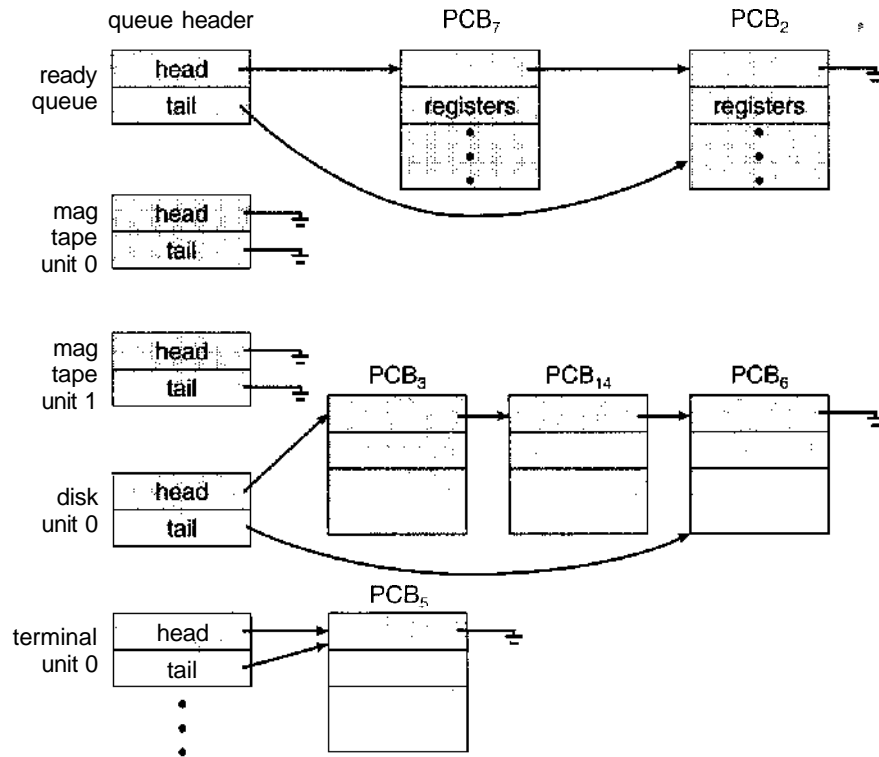 queue header
PCB₇
PCB₂
ready
queue
head
tail
registers
registers
mag
tape
unit 0
head
tail
mag
tape
unit 1
head
tail
PCB₃
PCB₁₄
PCB₆
disk
unit 0
head
tail
PCB₅
terminal
unit 0
head
tail